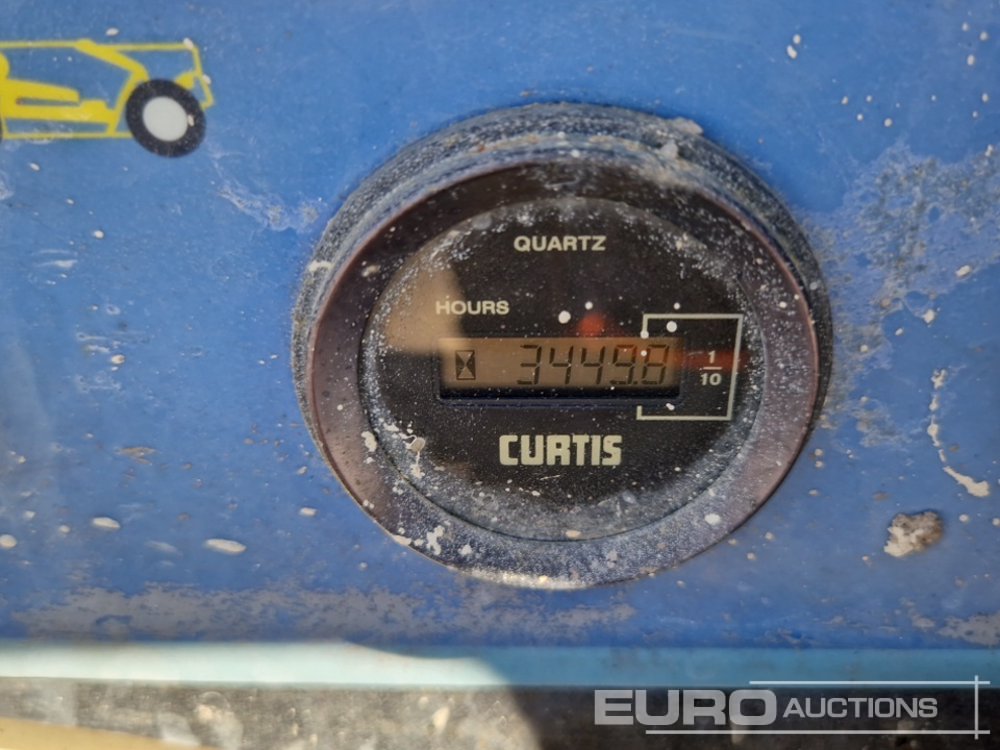 QUARTZ
HOURS
3449.8
1
10
CURTIS
EURO AUCTIONS